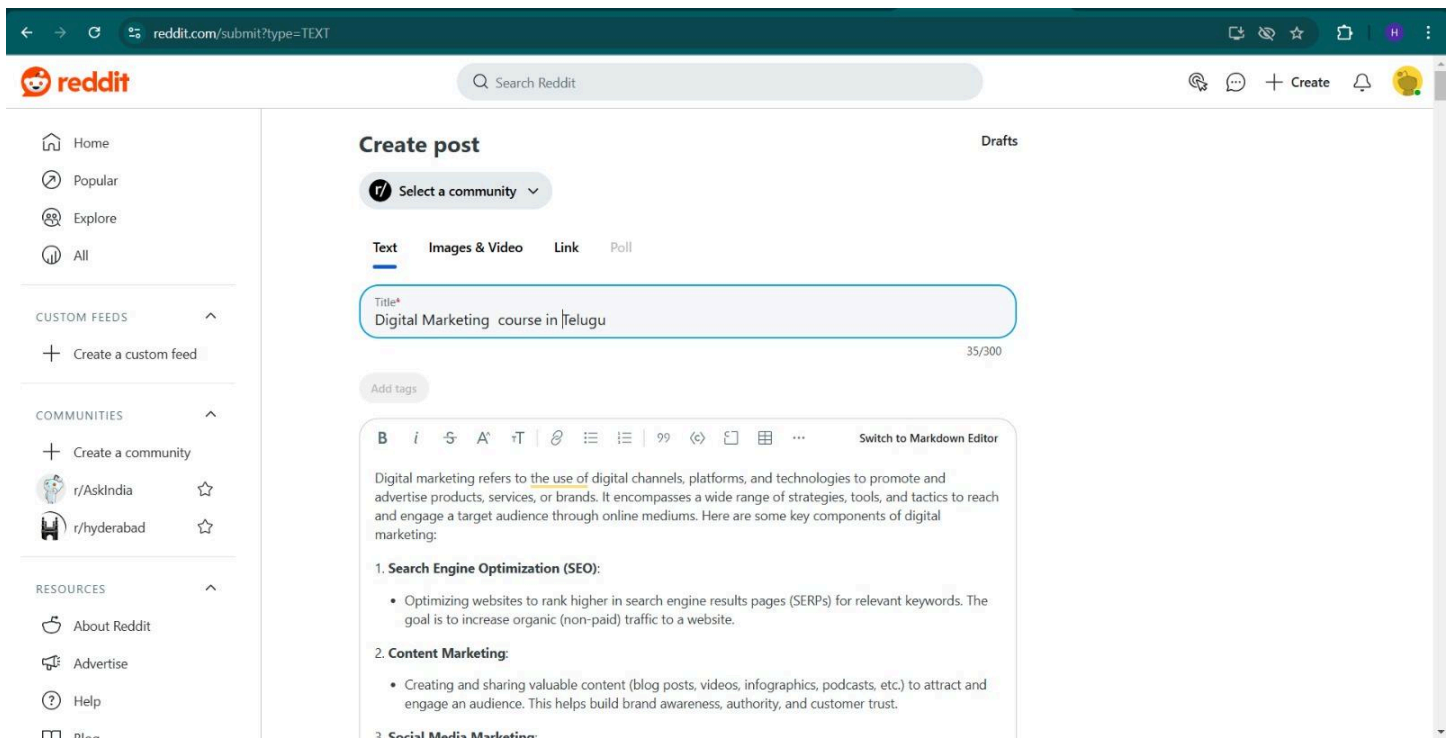 reddit.com/submit?type=TEXT
H
reddit
Search Reddit
Create
Home
Popular
Explore
All
CUSTOM FEEDS
Create a custom feed
COMMUNITIES
Create a community
r/AskIndia
r/hyderabad
RESOURCES
About Reddit
Advertise
Help
Blog
Create post
Drafts
r/ Select a community
Text Images & Video Link Poll
Title*
Digital Marketing  course in Telugu
35/300
Add tags
Switch to Markdown Editor
Digital marketing refers to the use of digital channels, platforms, and technologies to promote and
advertise products, services, or brands. It encompasses a wide range of strategies, tools, and tactics to reach
and engage a target audience through online mediums. Here are some key components of digital
marketing:
1. Search Engine Optimization (SEO):
• Optimizing websites to rank higher in search engine results pages (SERPs) for relevant keywords. The
goal is to increase organic (non-paid) traffic to a website.
2. Content Marketing:
• Creating and sharing valuable content (blog posts, videos, infographics, podcasts, etc.) to attract and
engage an audience. This helps build brand awareness, authority, and customer trust.
3. Social Media Marketing: